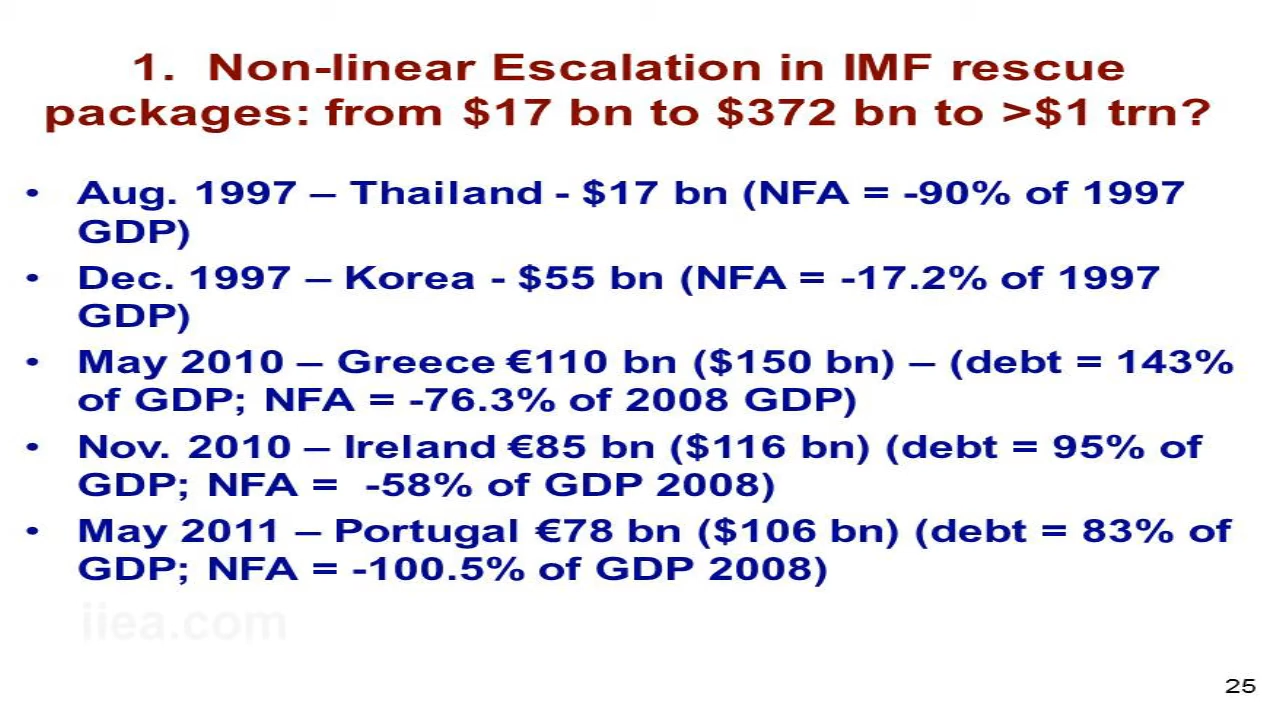 1. Non-linear Escalation in IMF rescue
packages: from $17 bn to $372 bn to >$1 trn?
• Aug. 1997 – Thailand - $17 bn (NFA = -90% of 1997
GDP)
• Dec. 1997 – Korea - $55 bn (NFA = -17.2% of 1997
GDP)
• May 2010 – Greece €110 bn ($150 bn) – (debt = 143%
of GDP; NFA = -76.3% of 2008 GDP)
• Nov. 2010 – Ireland €85 bn ($116 bn) (debt = 95% of
GDP; NFA = -58% of GDP 2008)
• May 2011 – Portugal €78 bn ($106 bn) (debt = 83% of
GDP; NFA = -100.5% of GDP 2008)
iiea.com
25